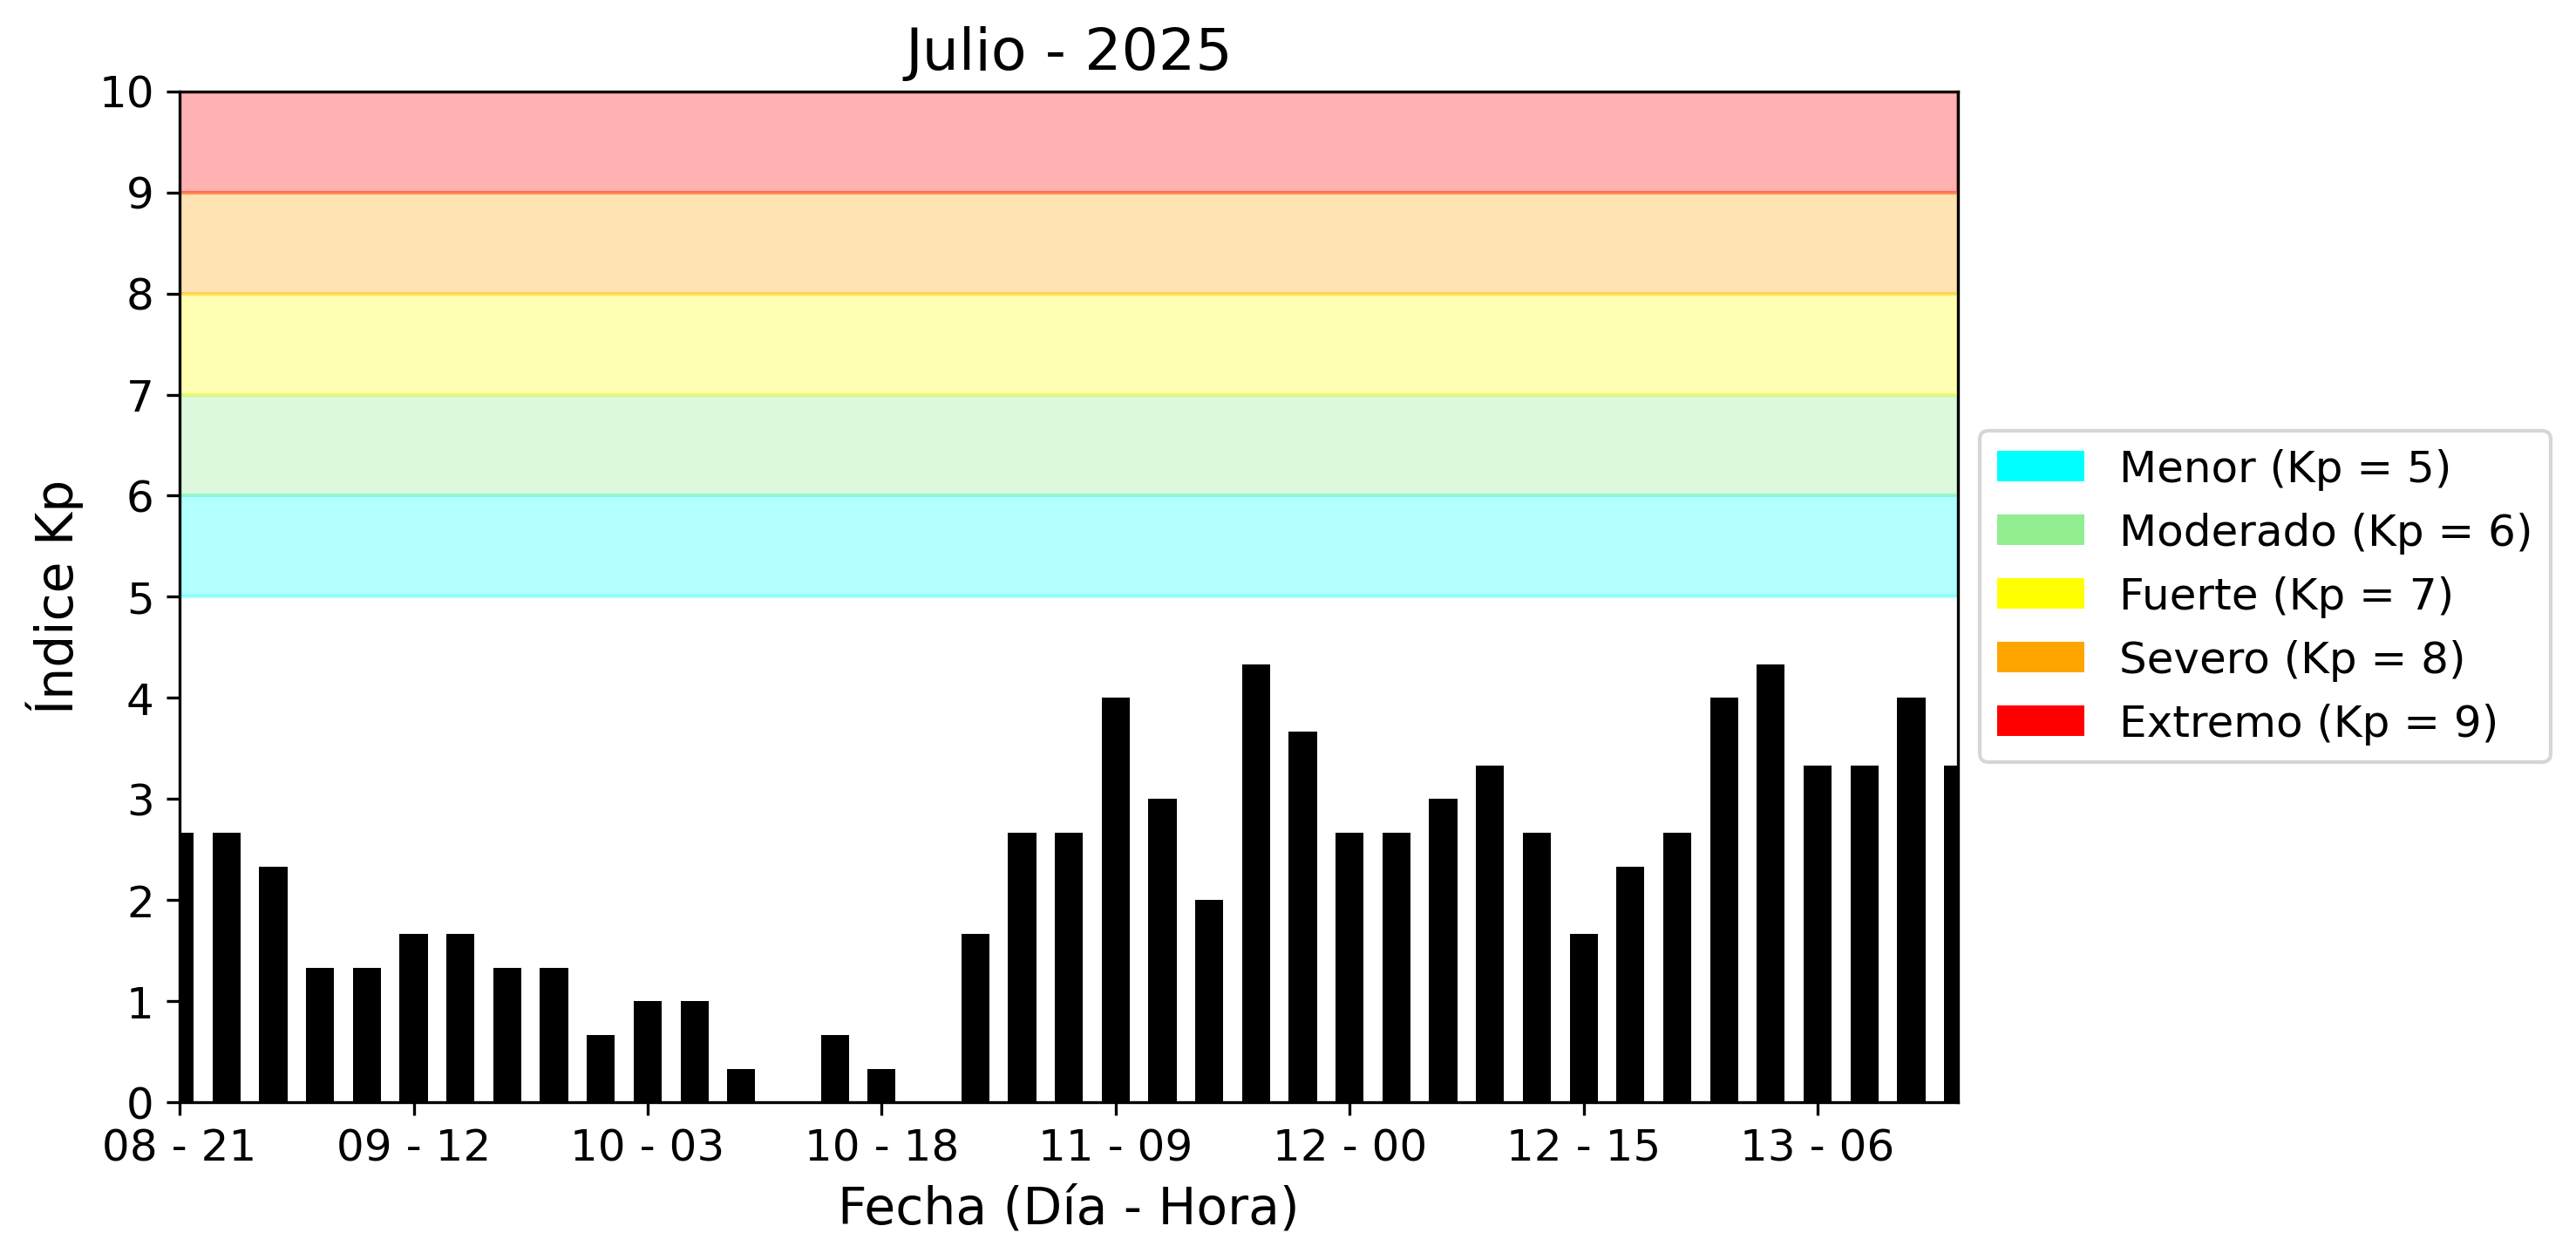 Julio - 2025
10
9
8
7
6
5
4
3
2
1
0
Índice Kp
08 - 21 09 - 12 10 - 03 10 - 18 11 - 09 12 - 00 12 - 15 13 - 06
Fecha (Día - Hora)
Menor (Kp = 5)
Moderado (Kp = 6)
Fuerte (Kp = 7)
Severo (Kp = 8)
Extremo (Kp = 9)